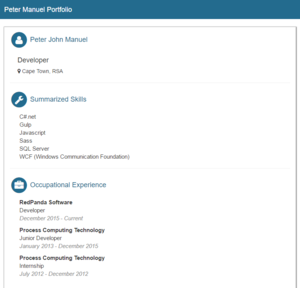 Peter Manuel Portfolio
Peter John Manuel
Developer
Cape Town, RSA
Summarized Skills
C#.net
Gulp
Javascript
Sass
SQL Server
WCF (Windows Communication Foundation)
Occupational Experience
RedPanda Software
Developer
December 2015 - Current
Process Computing Technology
Junior Developer
January 2013 - December 2015
Process Computing Technology
Internship
July 2012 - December 2012